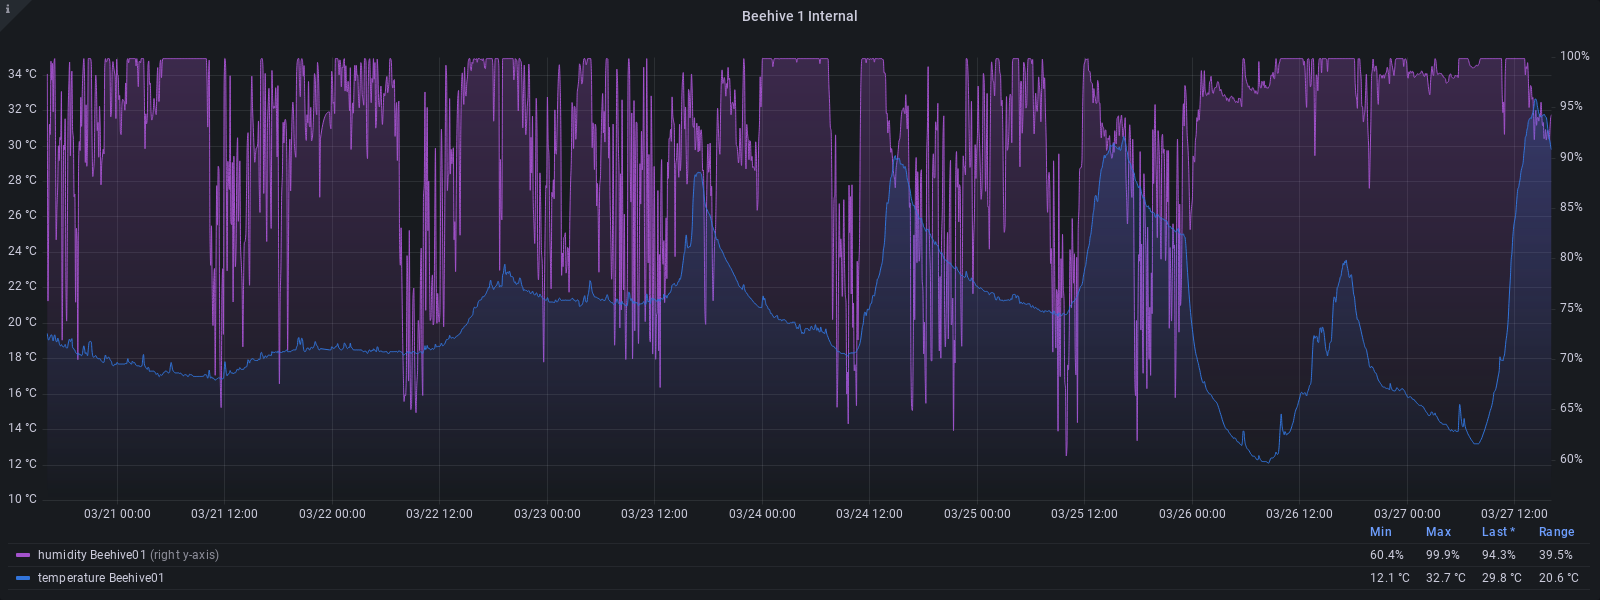 i
Beehive 1 Internal
34 °C
32 °C
30 °C
28 °C
26 °C
24 °C
22 °C
20 °C
18 °C
16 °C
14 °C
12 °C
10 °C
100%
95%
90%
85%
80%
75%
70%
65%
60%
03/21 00:00 03/21 12:00 03/22 00:00 03/22 12:00 03/23 00:00 03/23 12:00 03/24 00:00 03/24 12:00 03/25 00:00 03/25 12:00 03/26 00:00 03/26 12:00 03/27 00:00 03/27 12:00
Min Max Last * Range
humidity Beehive01 (right y-axis) 60.4% 99.9% 94.3% 39.5%
temperature Beehive01 12.1 °C 32.7 °C 29.8 °C 20.6 °C